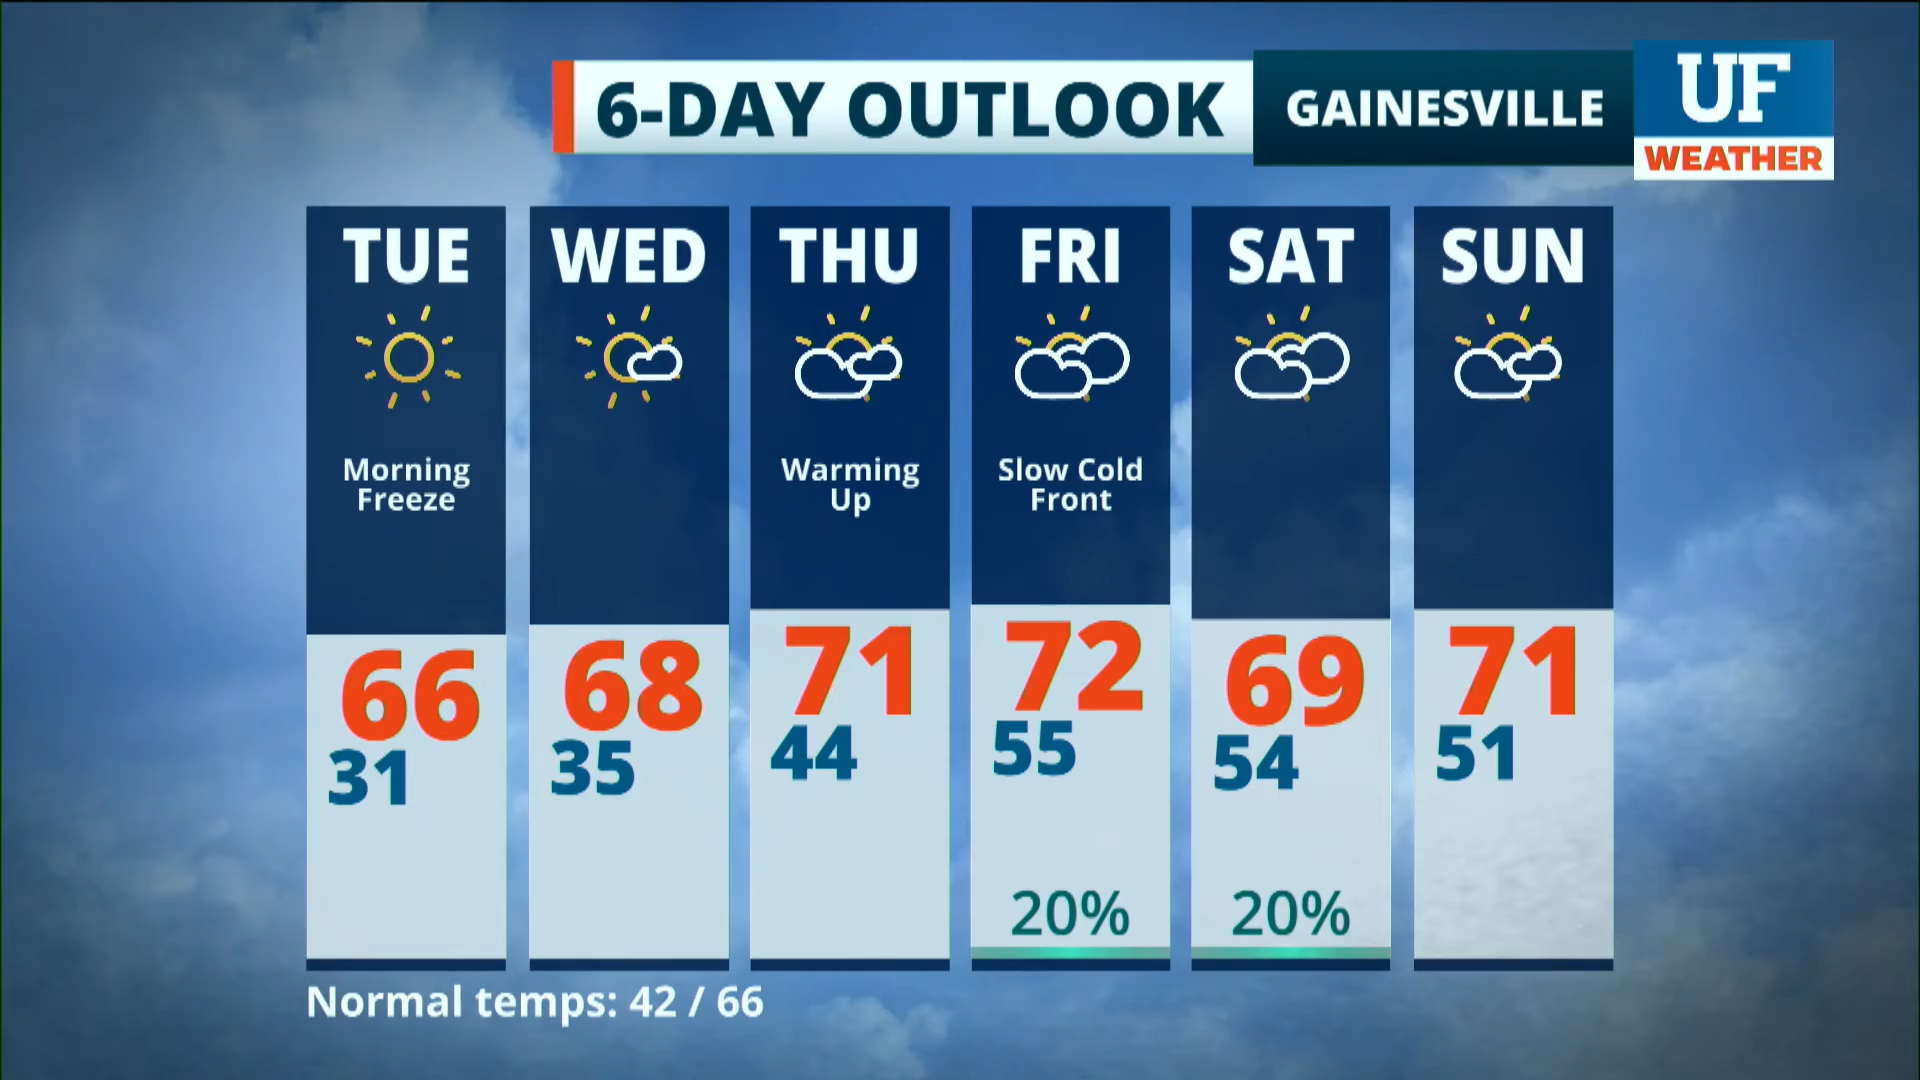 6-DAY OUTLOOK
GAINESVILLE
UF
WEATHER
TUE
Morning
Freeze
66
31
WED
68
35
THU
Warming
Up
71
44
FRI
Slow Cold
Front
72
55
20%
SAT
69
54
20%
SUN
71
51
Normal temps: 42 / 66